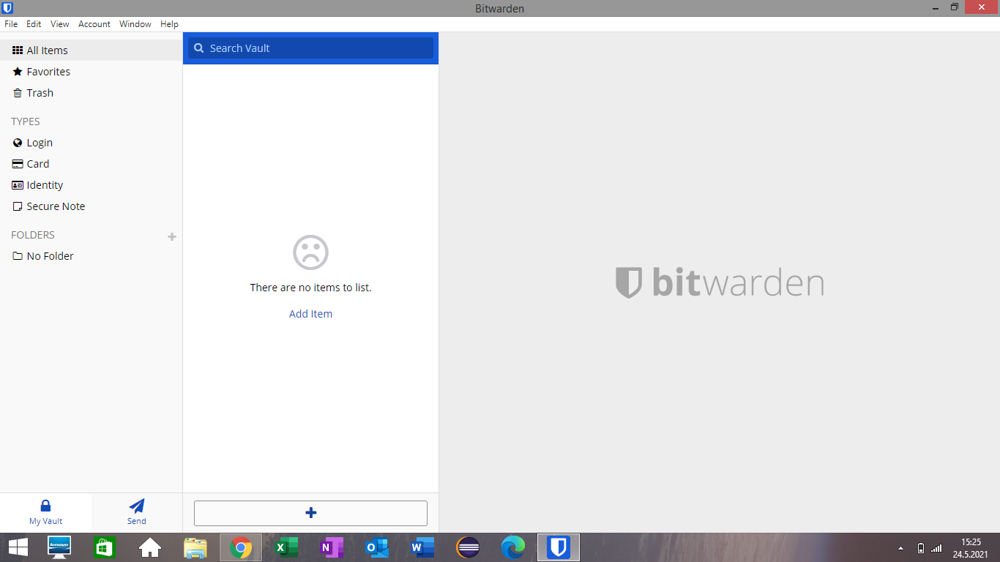 Bitwarden
File Edit View Account Window Help
All Items
Favorites
Trash
TYPES
Login
Card
Identity
Secure Note
FOLDERS
No Folder
My Vault
Send
Search Vault
There are no items to list.
Add Item
bitwarden
lenovo
X
N
O
W
15:25
24.5.2021